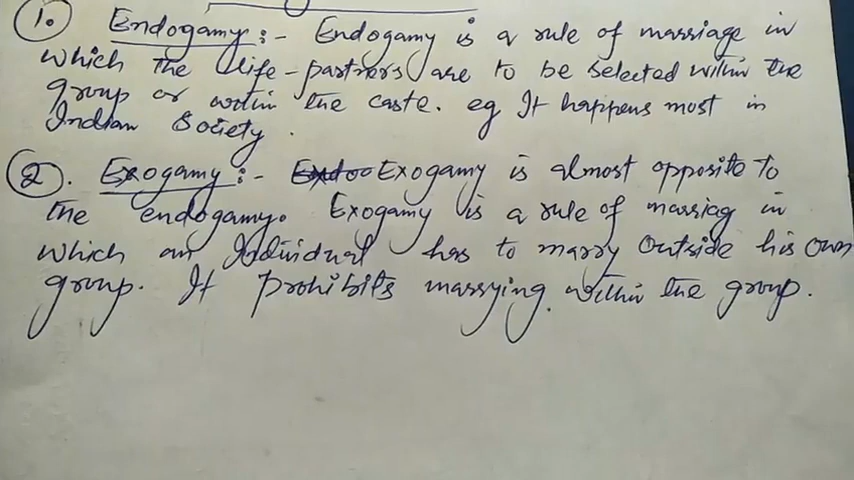 1. Endogamy :- Endogamy is a rule of marriage in
which the life-partners are to be selected within the
group or within the caste. eg It happens most in
Indian Society.
2. Exogamy :- Exogamy is almost opposite to
the endogamy. Exogamy is a rule of marriag in
which an Individual has to marry outside his own
group. It prohibits marrying within the group.